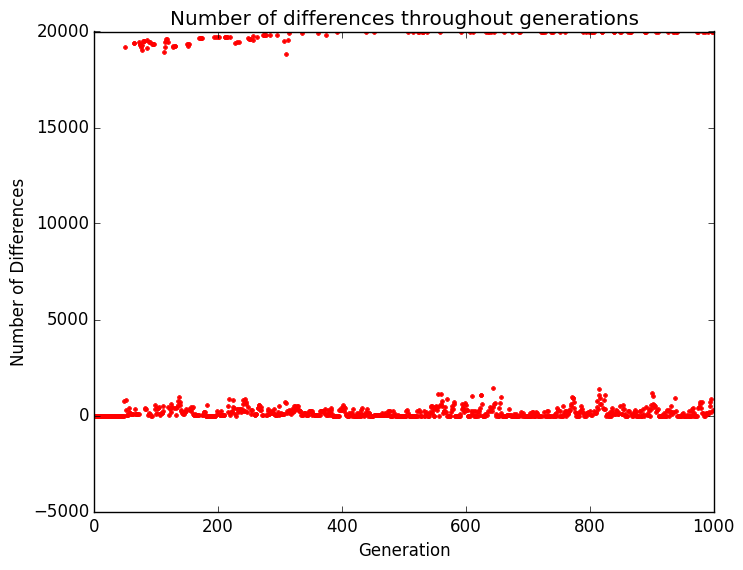 Number of differences throughout generations
20000
15000
10000
5000
0
−5000
Number of Differences
0 200 400 600 800 1000
Generation